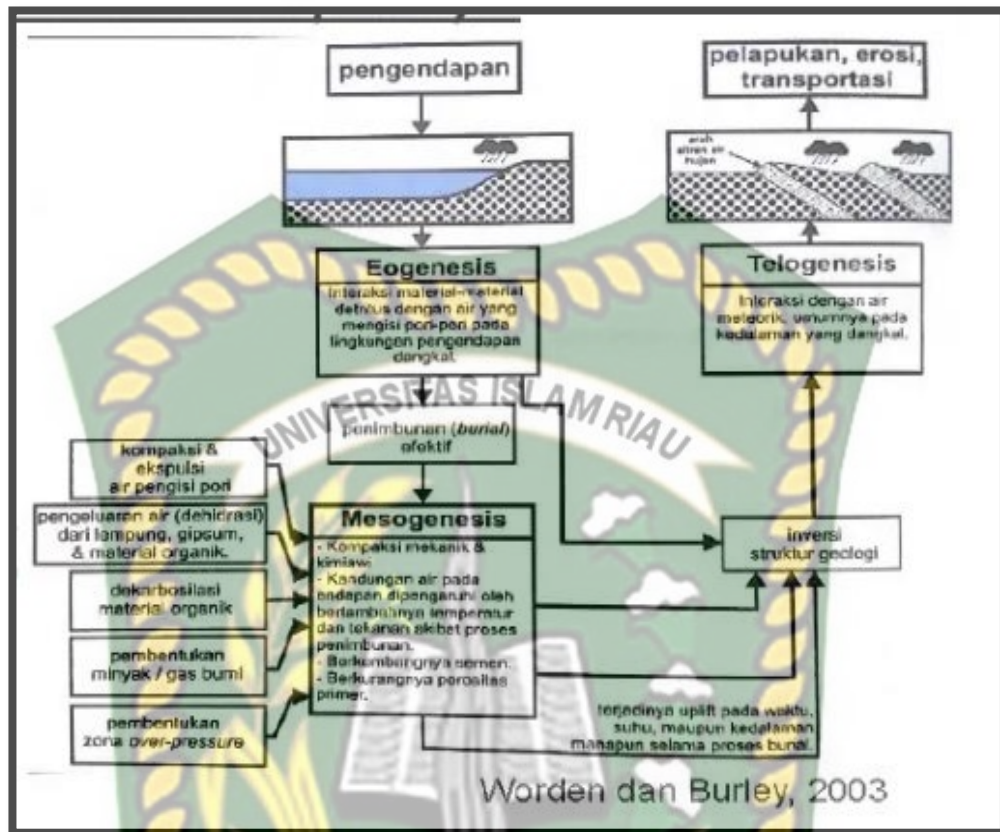 pengendapan
pelapukan, erosi,
transportasi
arah
aliran air
hujan
Eogenesis
Interaksi material-material
detritus dengan air yang
mengisi pori-pori pada
lingkungan pengendapan
dangkal.
Telogenesis
Interaksi dengan air
meteorik, umumnya pada
kedalaman yang dangkal.
UNIVERSITAS ISLAM RIAU
penimbunan (burial)
efektif
kompaksi &
ekspulsi
air pengisi pori
pengeluaran air (dehidrasi)
dari lempung, gipsum,
& material organik.
dekarbosilasi
material organik
pembentukan
minyak / gas bumi
pembentukan
zona over-pressure
Mesogenesis
- Kompaksi mekanik &
kimiawi
- Kandungan air pada
endapan dipengaruhi oleh
bertambahnya temperatur
dan tekanan akibat proses
penimbunan.
- Berkembangnya semen.
- Berkurangnya porositas
primer.
inversi
struktur geologi
terjadinya uplift pada waktu,
suhu, maupun kedalaman
manapun selama proses burial.
Worden dan Burley, 2003